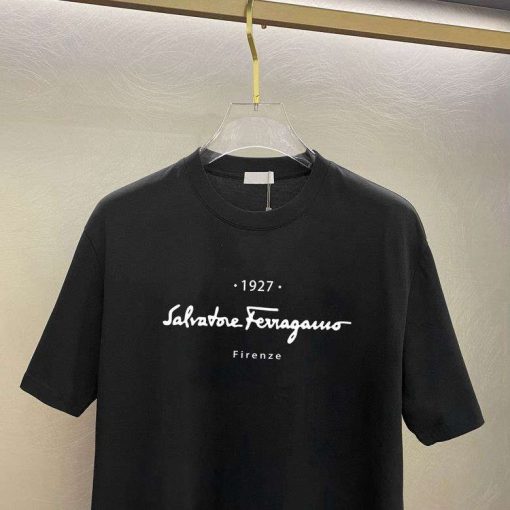 · 1927 ·
Salvatore Ferragamo
Firenze